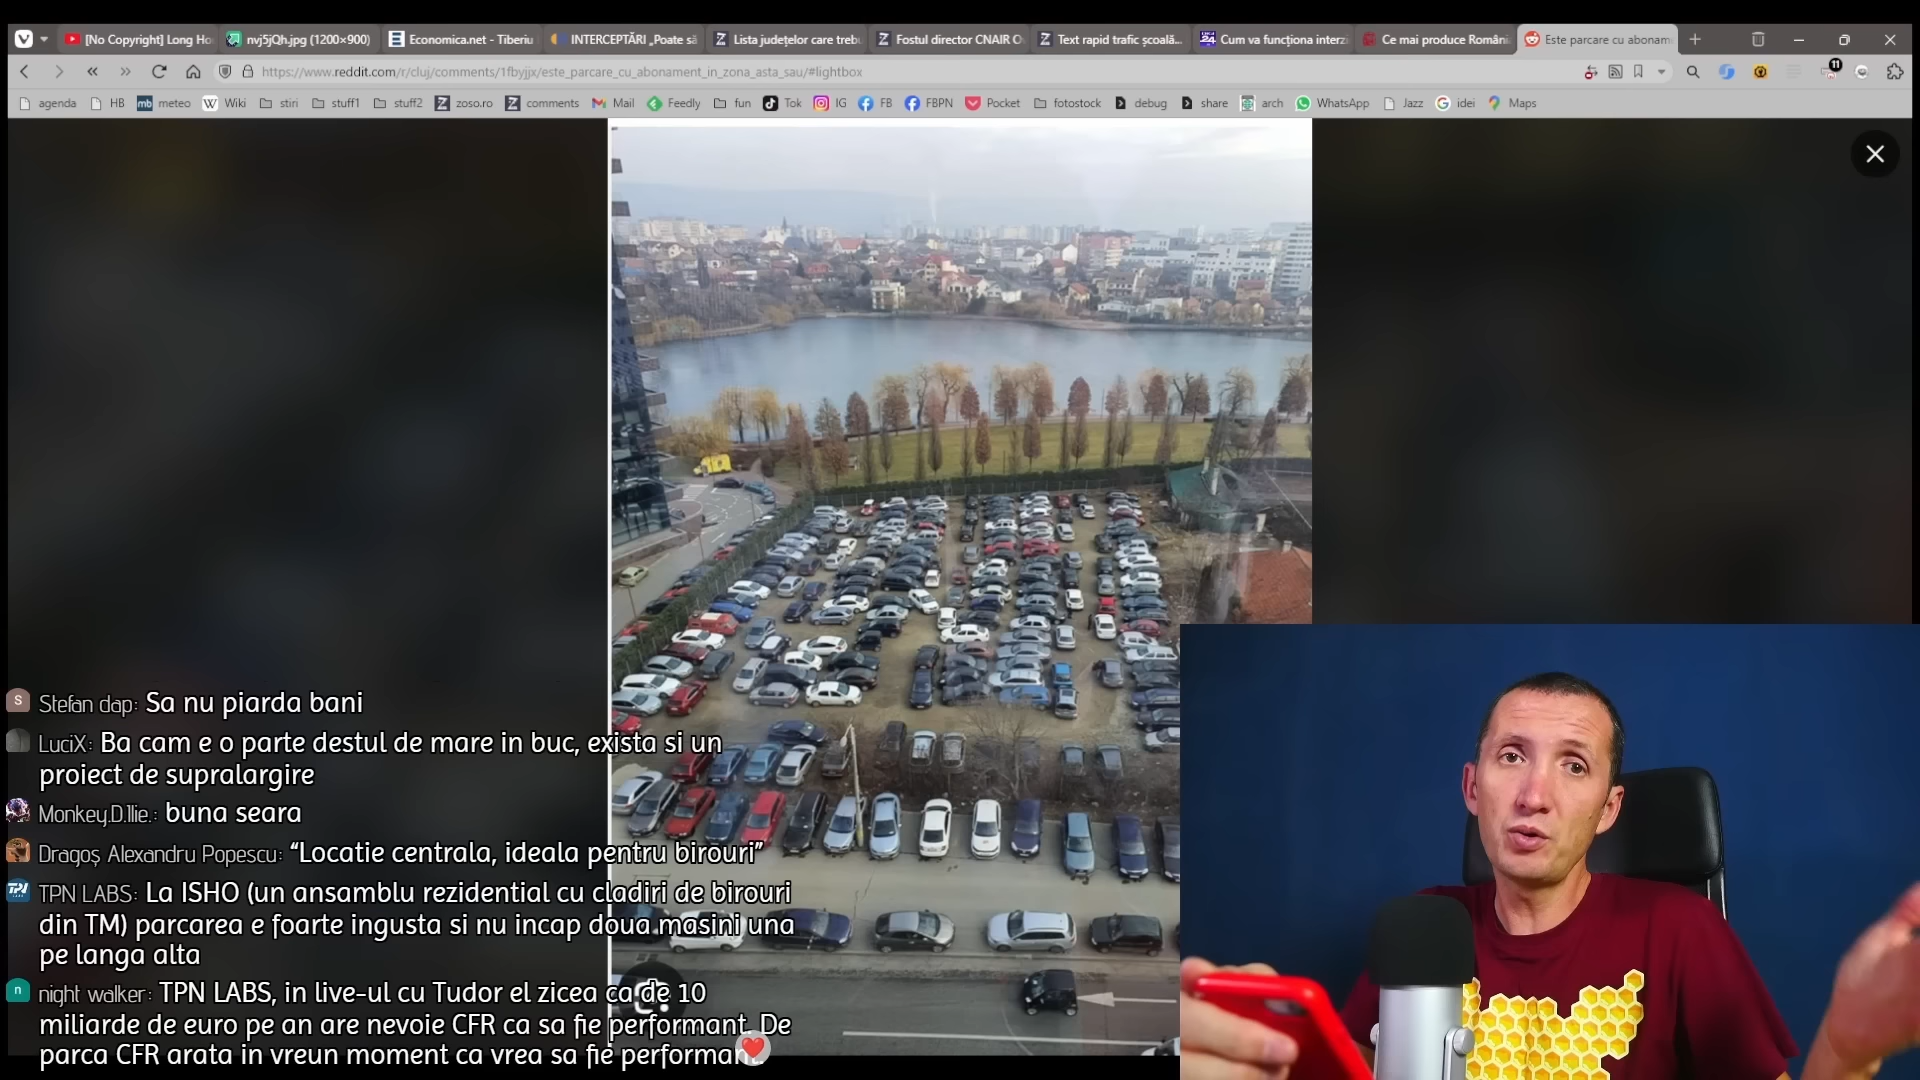 [No Copyright] Long Ho
nvj5jQh.jpg (1200×900)
Economica.net - Tiberiu
INTERCEPTĂRI „Poate să
Lista județelor care treb
Fostul director CNAIR O
Text rapid trafic școală...
Cum va funcționa interzi
Ce mai produce Români
Este parcare cu abonam
https://www.reddit.com/r/cluj/comments/1fbyjjx/este_parcare_cu_abonament_in_zona_asta_sau/#lightbox
11
agenda HB mb meteo W Wiki stiri stuff1 stuff2 Z zoso.ro Z comments Mail Feedly fun Tok IG FB FBPN Pocket fotostock debug share arch WhatsApp Jazz G idei Maps
S Stefan dap: Sa nu piarda bani
LuciX: Ba cam e o parte destul de mare in buc, exista si un
proiect de supralargire
Monkey.D.Ilie.: buna seara
Dragoș Alexandru Popescu: “Locatie centrala, ideala pentru birouri”
TPN LABS: La ISHO (un ansamblu rezidential cu cladiri de birouri
din TM) parcarea e foarte ingusta si nu incap doua masini una
pe langa alta
n night walker: TPN LABS, in live-ul cu Tudor el zicea ca de 10
miliarde de euro pe an are nevoie CFR ca sa fie performant. De
parca CFR arata in vreun moment ca vrea sa fie performant.